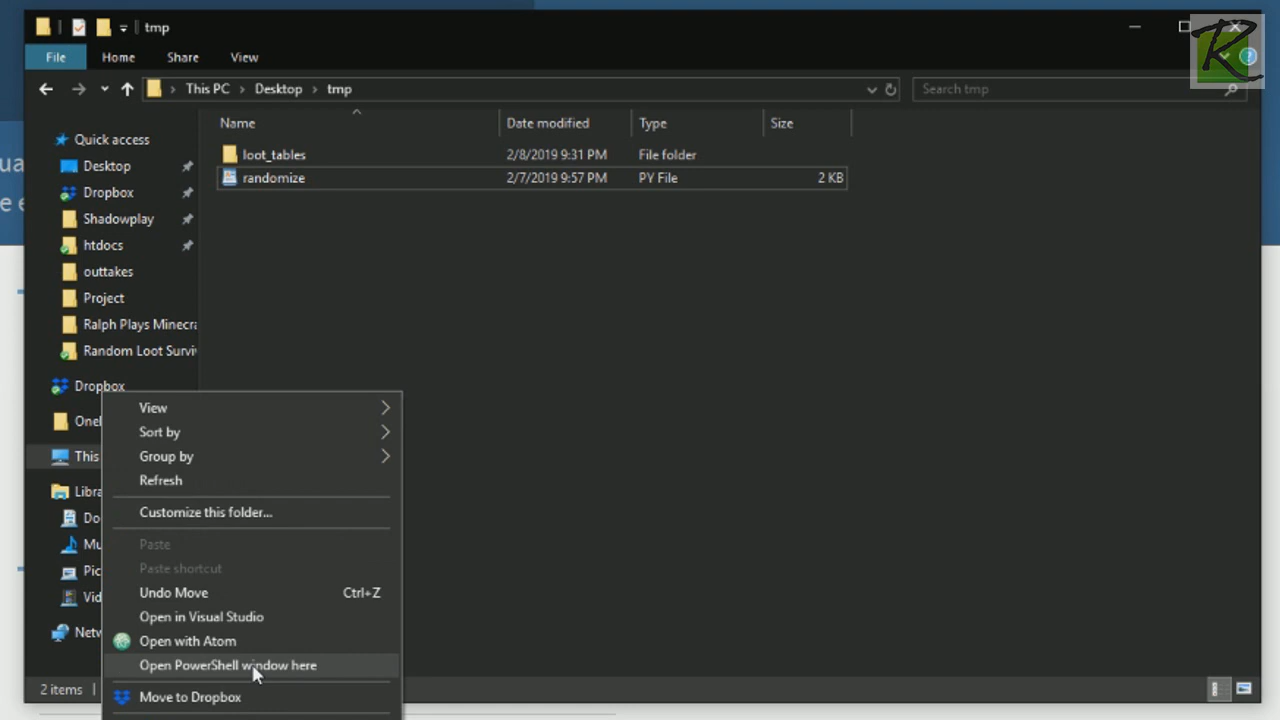 tmp
File Home Share View
This PC > Desktop > tmp
Search tmp
Name Date modified Type Size
loot_tables 2/8/2019 9:31 PM File folder
randomize 2/7/2019 9:57 PM PY File 2 KB
Quick access
Desktop
Dropbox
Shadowplay
htdocs
outtakes
Project
Ralph Plays Minecra
Random Loot Survi
Dropbox
OneI
This
Libra
Do
Mu
Pic
Vid
Netw
View
Sort by
Group by
Refresh
Customize this folder...
Paste
Paste shortcut
Undo Move Ctrl+Z
Open in Visual Studio
Open with Atom
Open PowerShell window here
Move to Dropbox
2 items
R